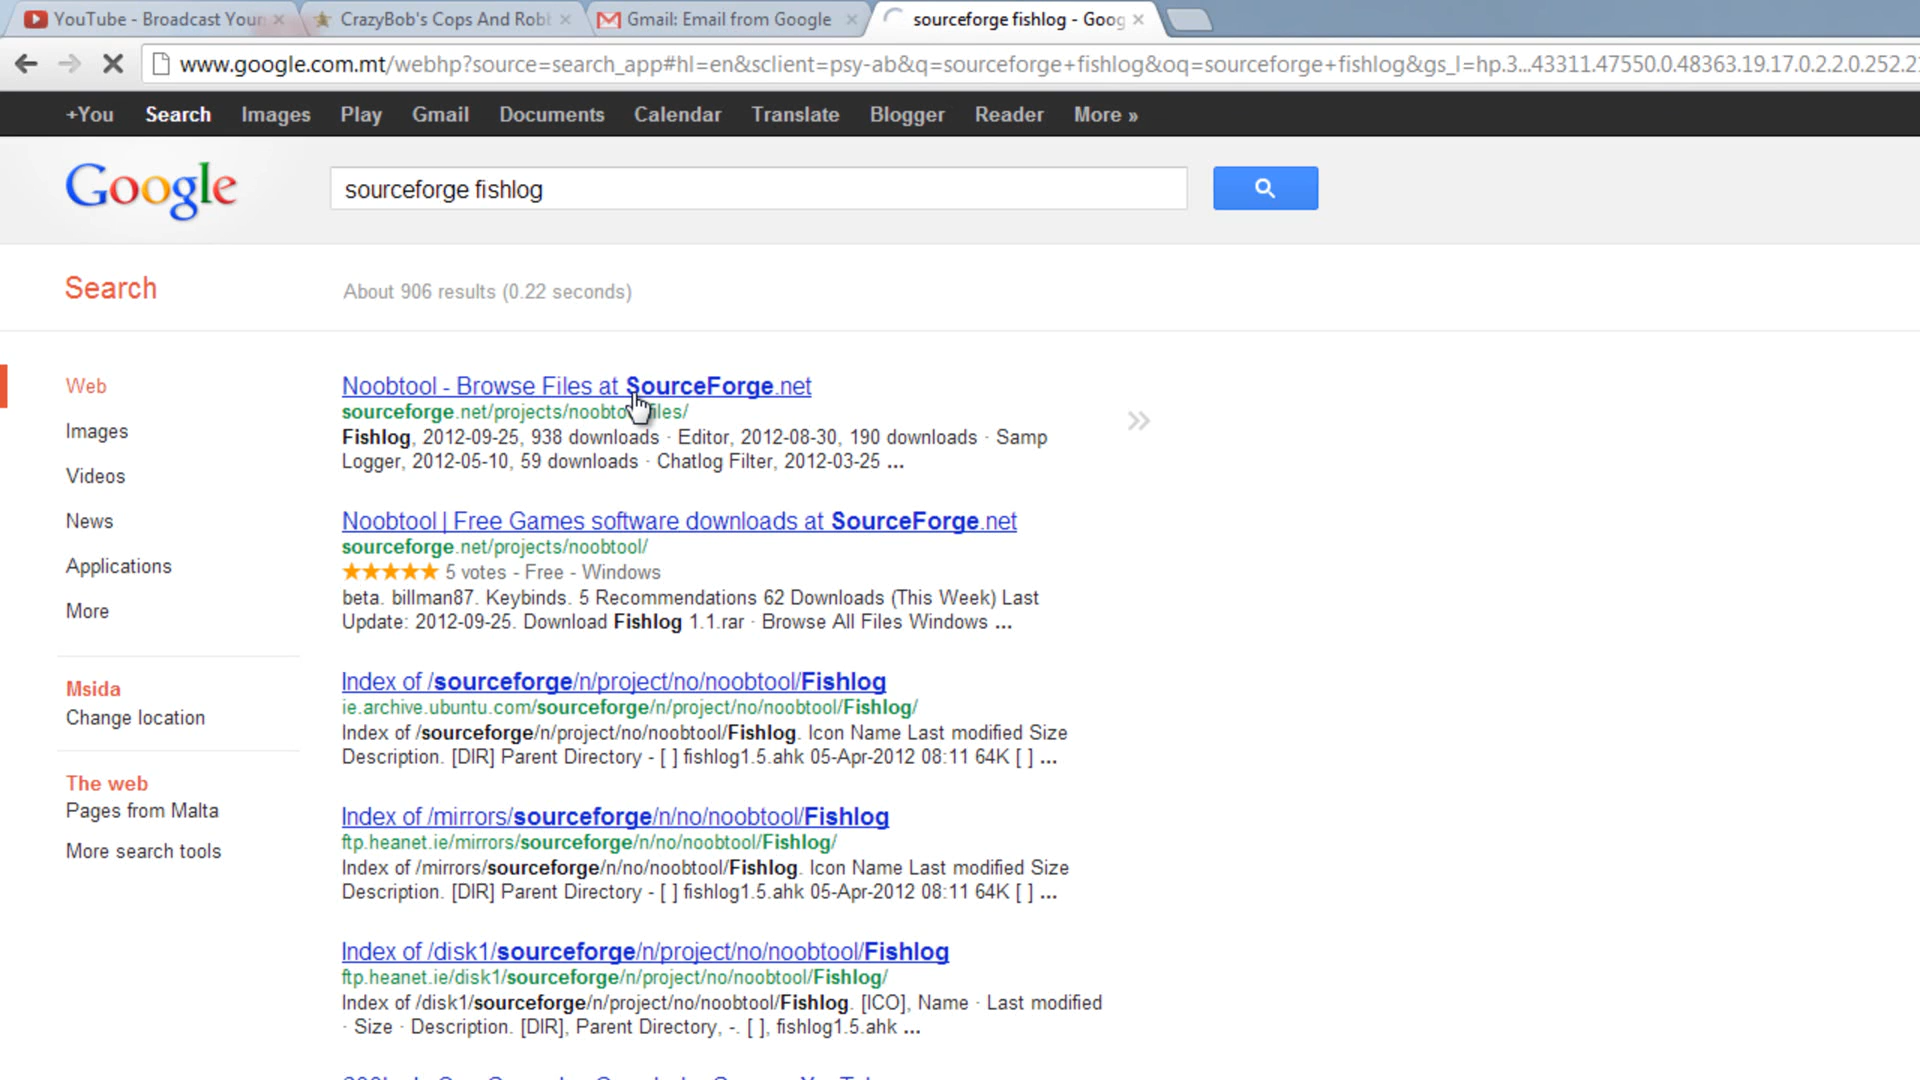 YouTube - Broadcast Your
CrazyBob's Cops And Rob
Gmail: Email from Google
sourceforge fishlog - Goog
www.google.com.mt/webhp?source=search_app#hl=en&sclient=psy-ab&q=sourceforge+fishlog&oq=sourceforge+fishlog&gs_l=hp.3...43311.47550.0.48363.19.17.0.2.2.0.252.2
+You Search Images Play Gmail Documents Calendar Translate Blogger Reader More »
Google
sourceforge fishlog
Search
About 906 results (0.22 seconds)
Web
Images
Videos
News
Applications
More
Msida
Change location
The web
Pages from Malta
More search tools
Noobtool - Browse Files at SourceForge.net
sourceforge.net/projects/noobto files/
Fishlog, 2012-09-25, 938 downloads · Editor, 2012-08-30, 190 downloads · Samp
Logger, 2012-05-10, 59 downloads · Chatlog Filter, 2012-03-25 ...
Noobtool | Free Games software downloads at SourceForge.net
sourceforge.net/projects/noobtool/
5 votes - Free - Windows
beta. billman87. Keybinds. 5 Recommendations 62 Downloads (This Week) Last
Update: 2012-09-25. Download Fishlog 1.1.rar · Browse All Files Windows ...
Index of /sourceforge/n/project/no/noobtool/Fishlog
ie.archive.ubuntu.com/sourceforge/n/project/no/noobtool/Fishlog/
Index of /sourceforge/n/project/no/noobtool/Fishlog. Icon Name Last modified Size
Description. [DIR] Parent Directory - [ ] fishlog1.5.ahk 05-Apr-2012 08:11 64K [ ] ...
Index of /mirrors/sourceforge/n/no/noobtool/Fishlog
ftp.heanet.ie/mirrors/sourceforge/n/no/noobtool/Fishlog/
Index of /mirrors/sourceforge/n/no/noobtool/Fishlog. Icon Name Last modified Size
Description. [DIR] Parent Directory - [ ] fishlog1.5.ahk 05-Apr-2012 08:11 64K [ ] ...
Index of /disk1/sourceforge/n/project/no/noobtool/Fishlog
ftp.heanet.ie/disk1/sourceforge/n/project/no/noobtool/Fishlog/
Index of /disk1/sourceforge/n/project/no/noobtool/Fishlog. [ICO], Name · Last modified
· Size · Description. [DIR], Parent Directory, -. [ ], fishlog1.5.ahk ...